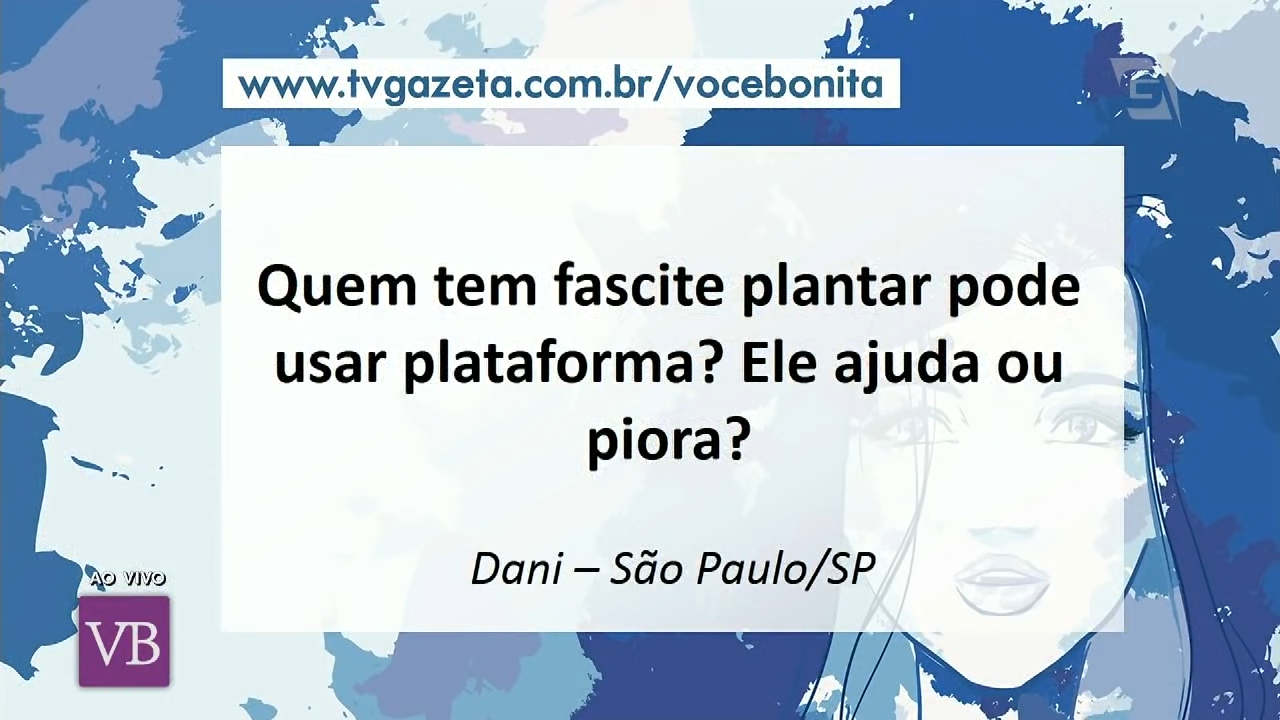 www.tvgazeta.com.br/vocebonita
Quem tem fascite plantar pode
usar plataforma? Ele ajuda ou
piora?
Dani – São Paulo/SP
AO VIVO
VB